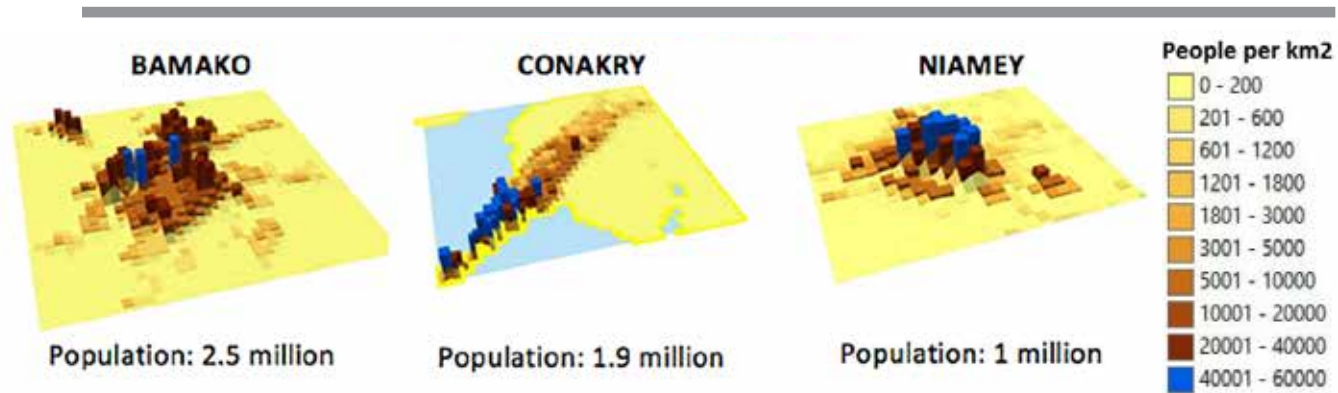 BAMAKO
CONAKRY
NIAMEY
Population: 2.5 million
Population: 1.9 million
Population: 1 million
People per km2
0 - 200
201 - 600
601 - 1200
1201 - 1800
1801 - 3000
3001 - 5000
5001 - 10000
10001 - 20000
20001 - 40000
40001 - 60000